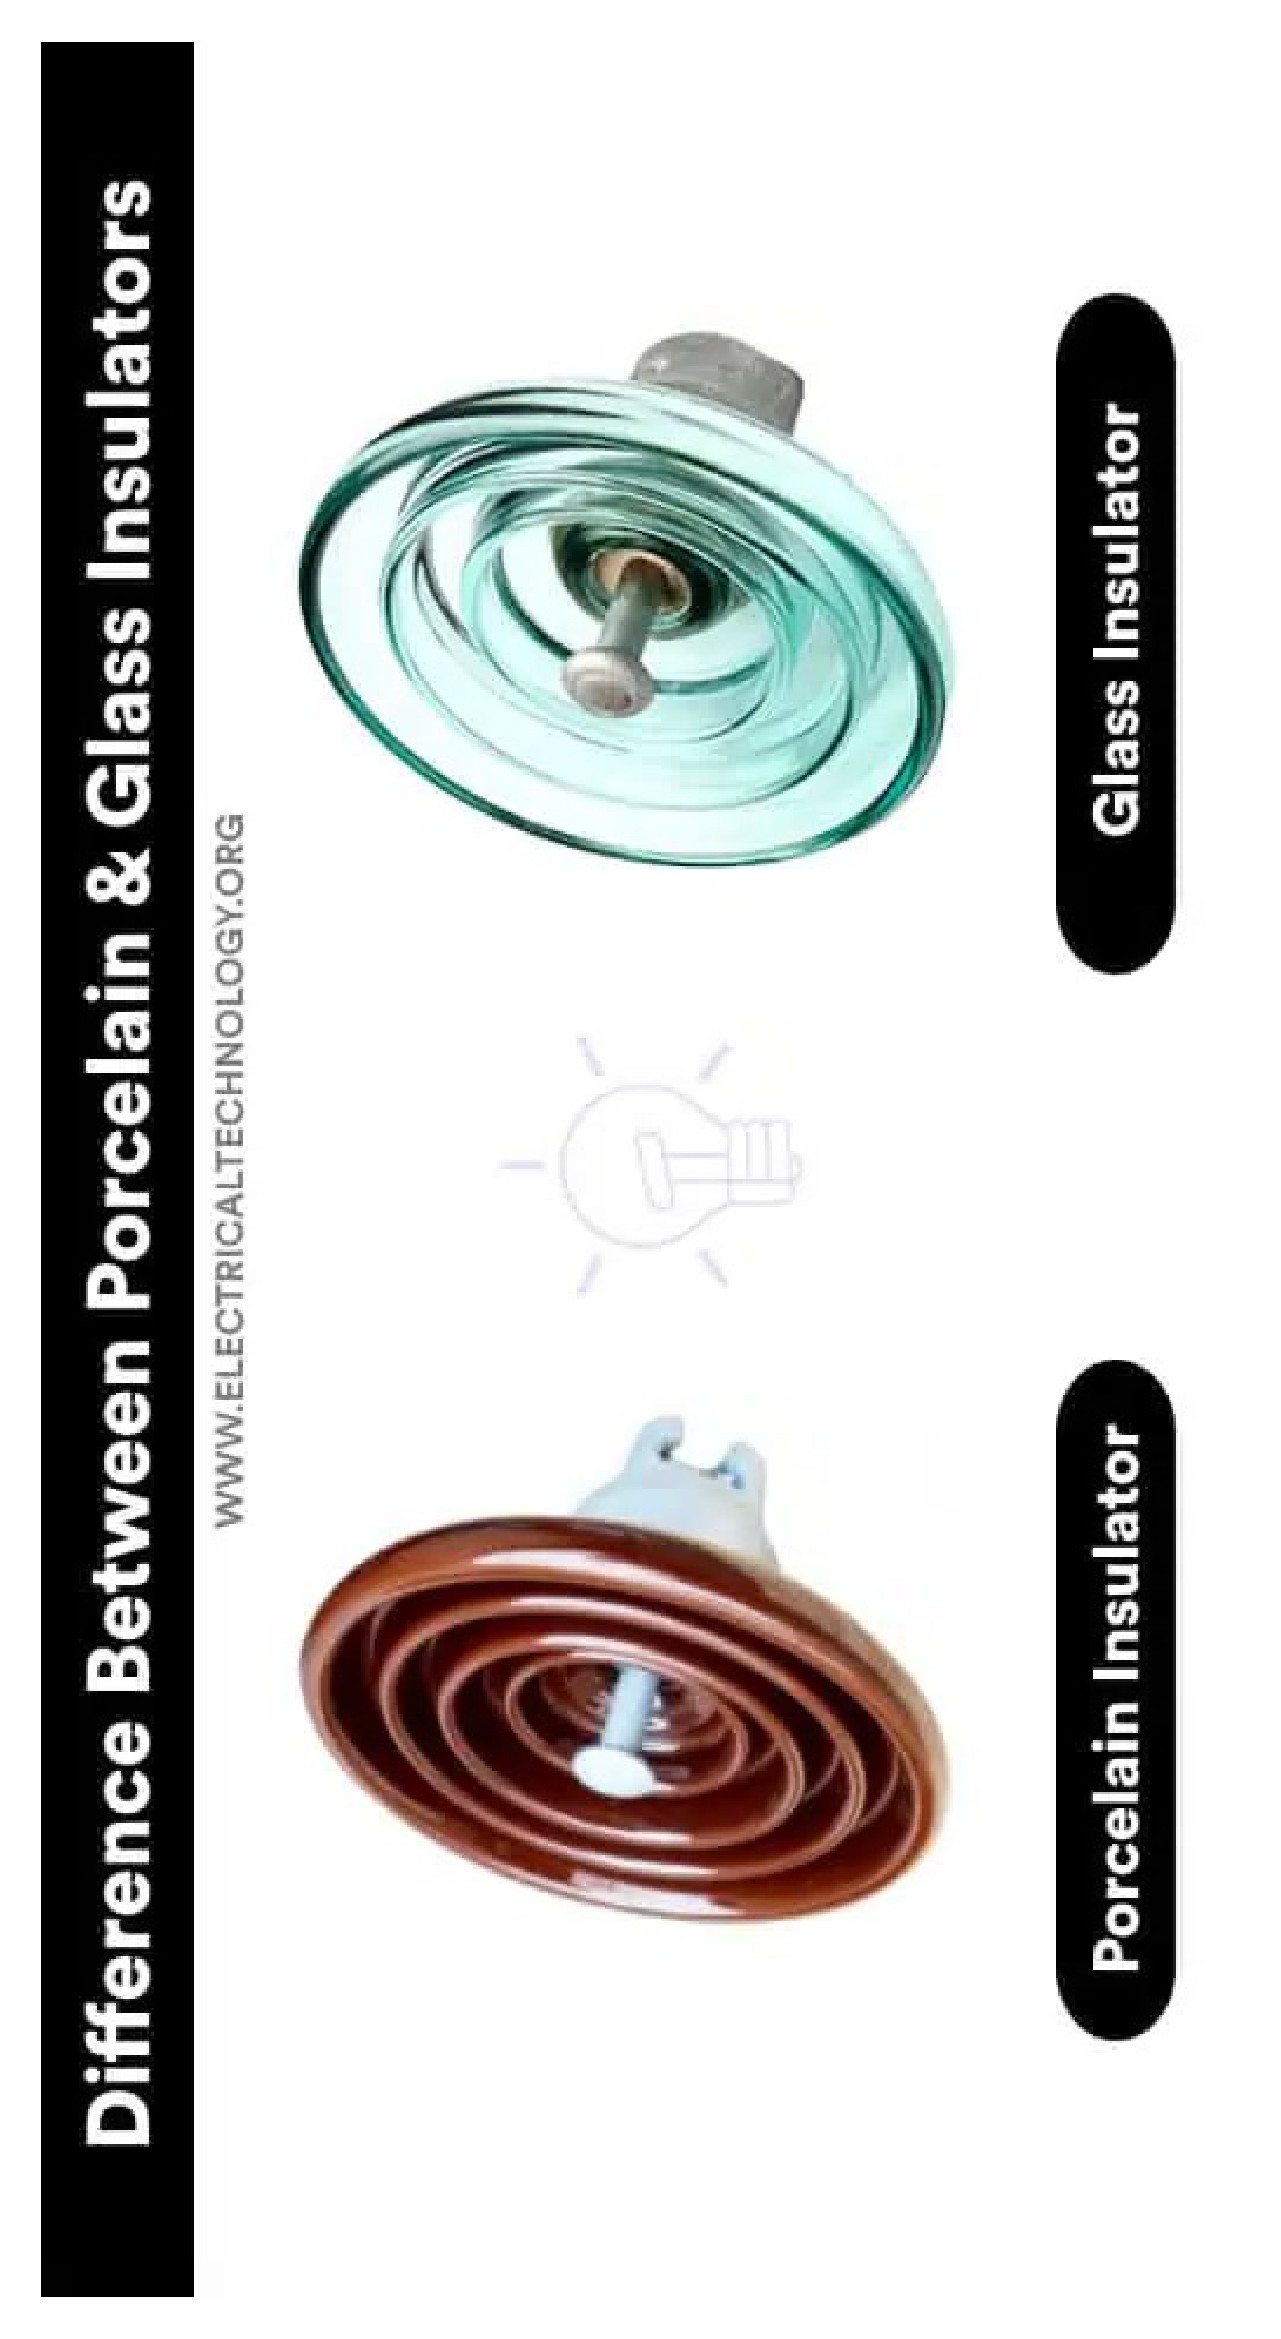 Difference Between Porcelain & Glass Insulators
WWW.ELECTRICALTECHNOLOGY.ORG
Porcelain Insulator
Glass Insulator